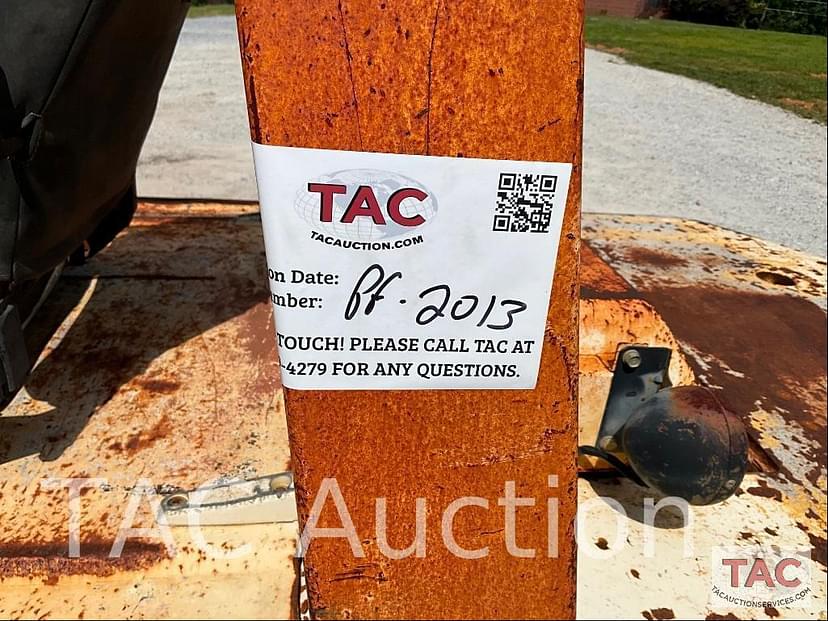 TAC
TACAUCTION.COM
on Date:
mber: PF-2013
TOUCH! PLEASE CALL TAC AT
-4279 FOR ANY QUESTIONS.
TAC Auction
TAC
TACAUCTIONSERVICES.COM